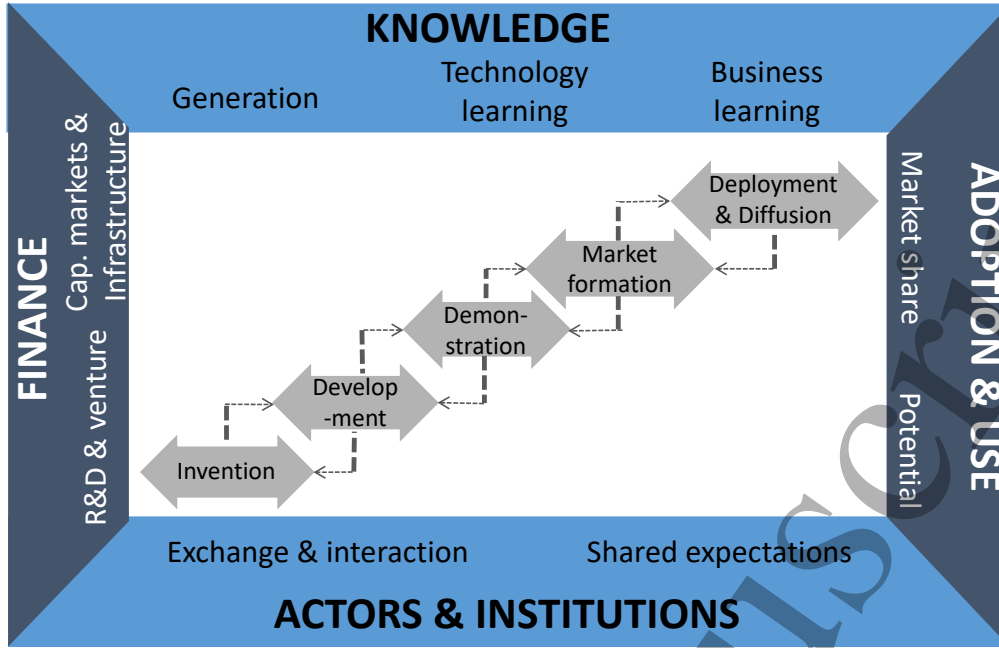 KNOWLEDGE
Generation
Technology
learning
Business
learning
FINANCE
Cap. markets &
Infrastructure
R&D & venture
Deployment
& Diffusion
Market
formation
Demon-
stration
Develop
-ment
Invention
Market share
Potential
ADOPTION & USE
Exchange & interaction
Shared expectations
ACTORS & INSTITUTIONS